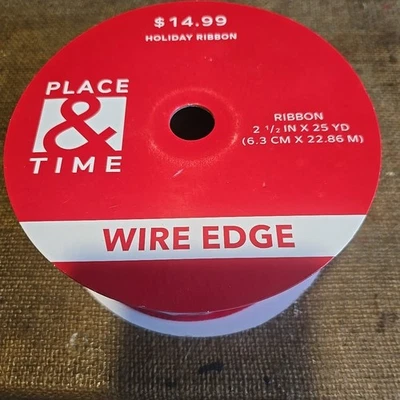 $14.99
HOLIDAY RIBBON
PLACE
&
TIME
RIBBON
2 1/2 IN X 25 YD
(6.3 CM X 22.86 M)
WIRE EDGE